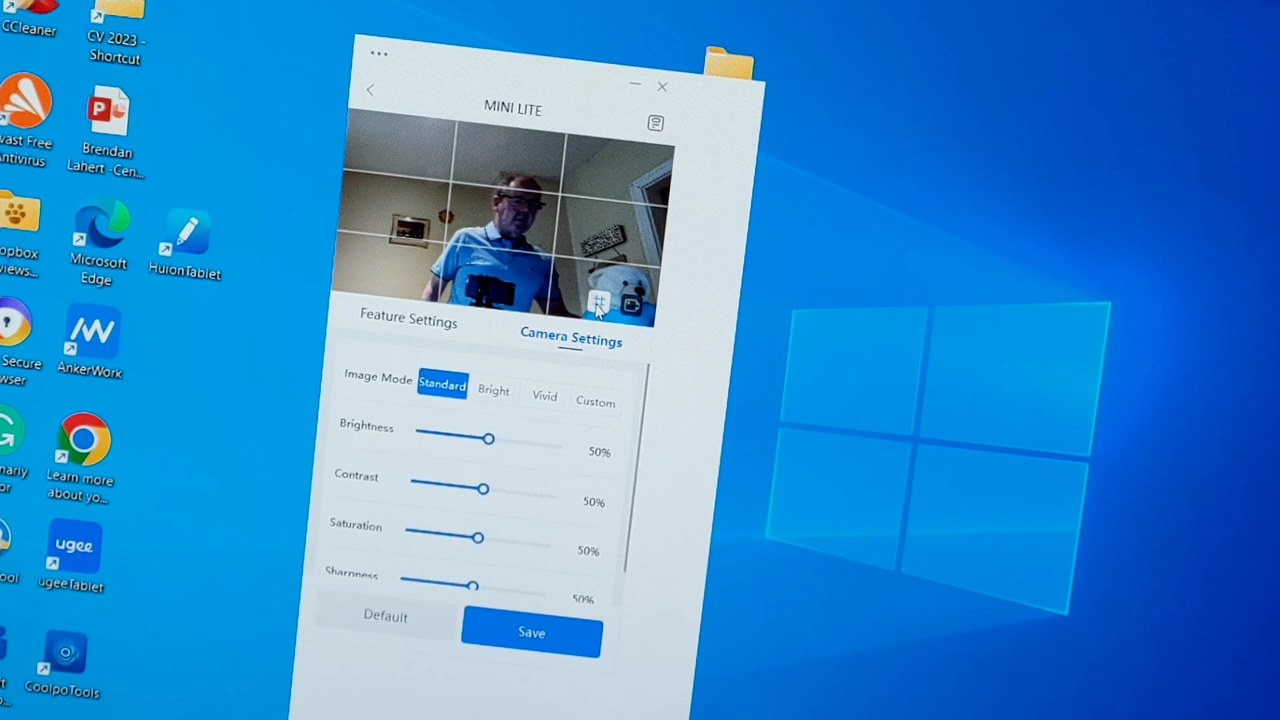 CCleaner
CV 2023 -
Shortcut
vast Free
Antivirus
P
Brendan
Lahert -Cen...
opbox
views...
Microsoft
Edge
HuionTablet
Secure
wser
AnkerWork
Learn more
about yo...
ugee
ugeeTablet
ool
CoolpoTools
MINI LITE
Feature Settings
Camera Settings
Image Mode
Standard
Bright
Vivid
Custom
Brightness
50%
Contrast
50%
Saturation
50%
Sharpness
50%
Default
Save